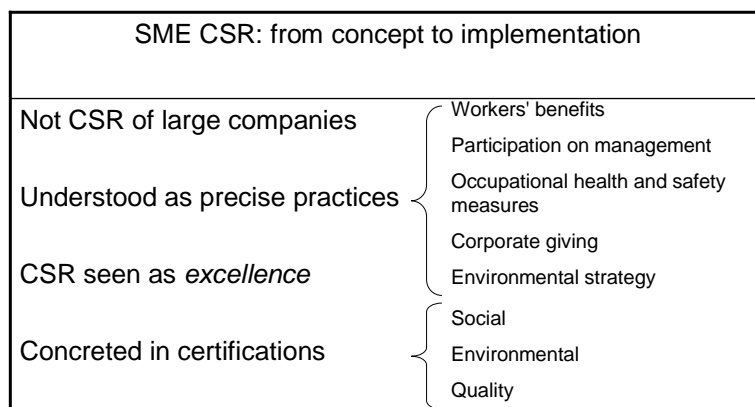 SME CSR: from concept to implementation
Not CSR of large companies
Understood as precise practices
CSR seen as excellence
Concreted in certifications
Workers' benefits
Participation on management
Occupational health and safety
measures
Corporate giving
Environmental strategy
Social
Environmental
Quality